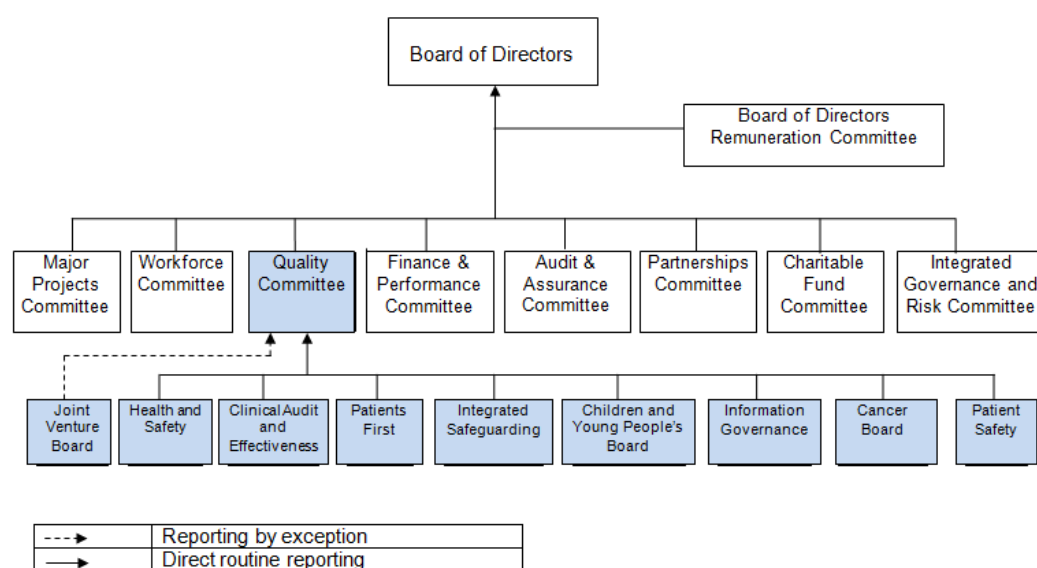 Board of Directors
Board of Directors
Remuneration Committee
Major
Projects
Committee
Workforce
Committee
Quality
Committee
Finance &
Performance
Committee
Audit &
Assurance
Committee
Partnerships
Committee
Charitable
Fund
Committee
Integrated
Governance and
Risk Committee
Joint
Venture
Board
Health and
Safety
Clinical Audit
and
Effectiveness
Patients
First
Integrated
Safeguarding
Children and
Young People's
Board
Information
Governance
Cancer
Board
Patient
Safety
Reporting by exception
Direct routine reporting